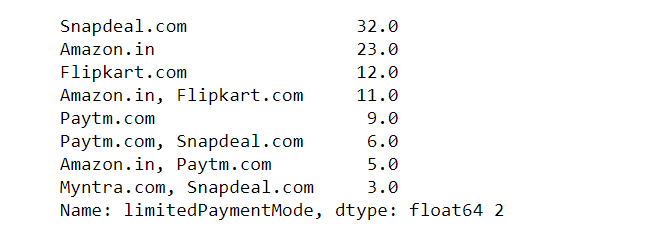 Snapdeal.com 32.0
Amazon.in 23.0
Flipkart.com 12.0
Amazon.in, Flipkart.com 11.0
Paytm.com 9.0
Paytm.com, Snapdeal.com 6.0
Amazon.in, Paytm.com 5.0
Myntra.com, Snapdeal.com 3.0
Name: limitedPaymentMode, dtype: float64 2